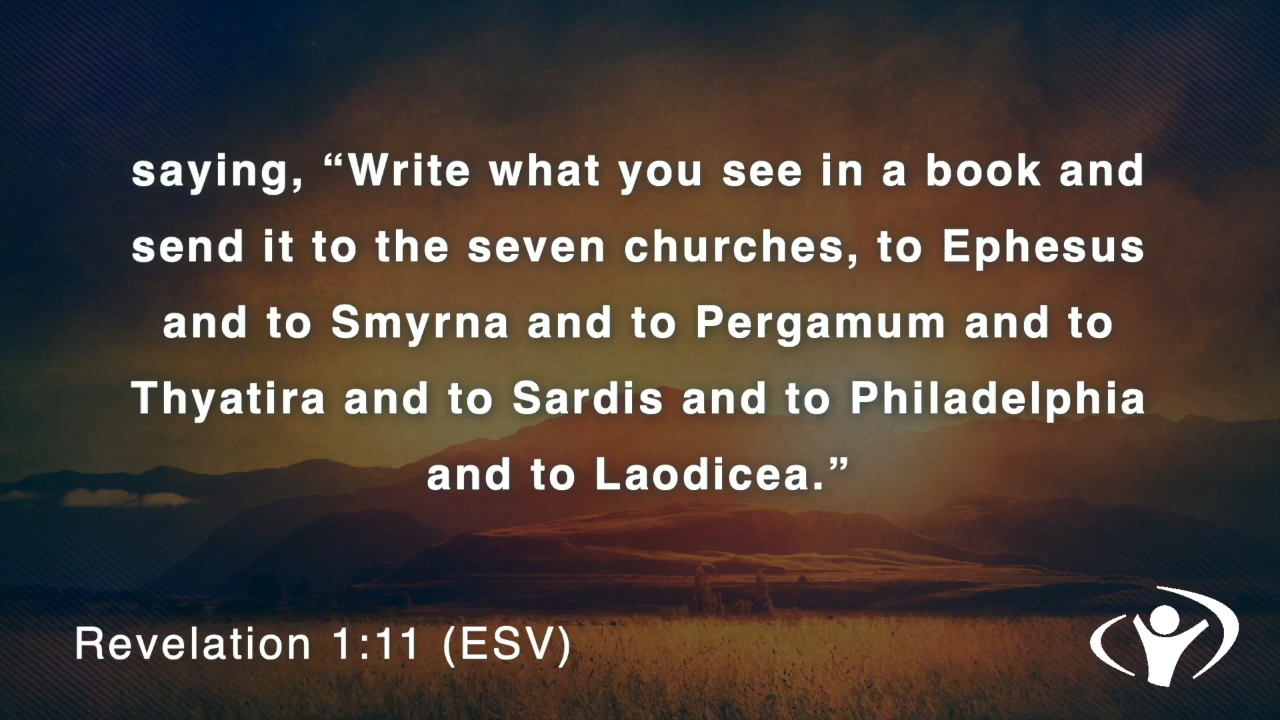 saying, “Write what you see in a book and
send it to the seven churches, to Ephesus
and to Smyrna and to Pergamum and to
Thyatira and to Sardis and to Philadelphia
and to Laodicea.”
Revelation 1:11 (ESV)